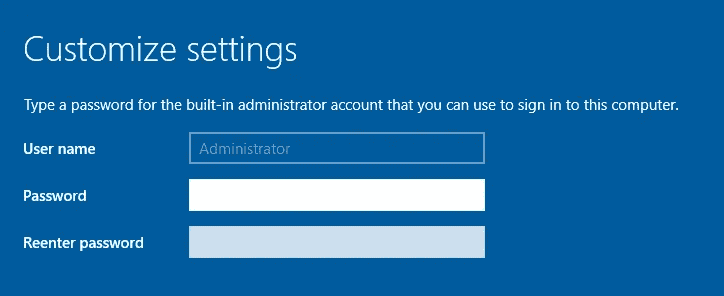 Customize settings
Type a password for the built-in administrator account that you can use to sign in to this computer.
User name
Administrator
Password
Reenter password